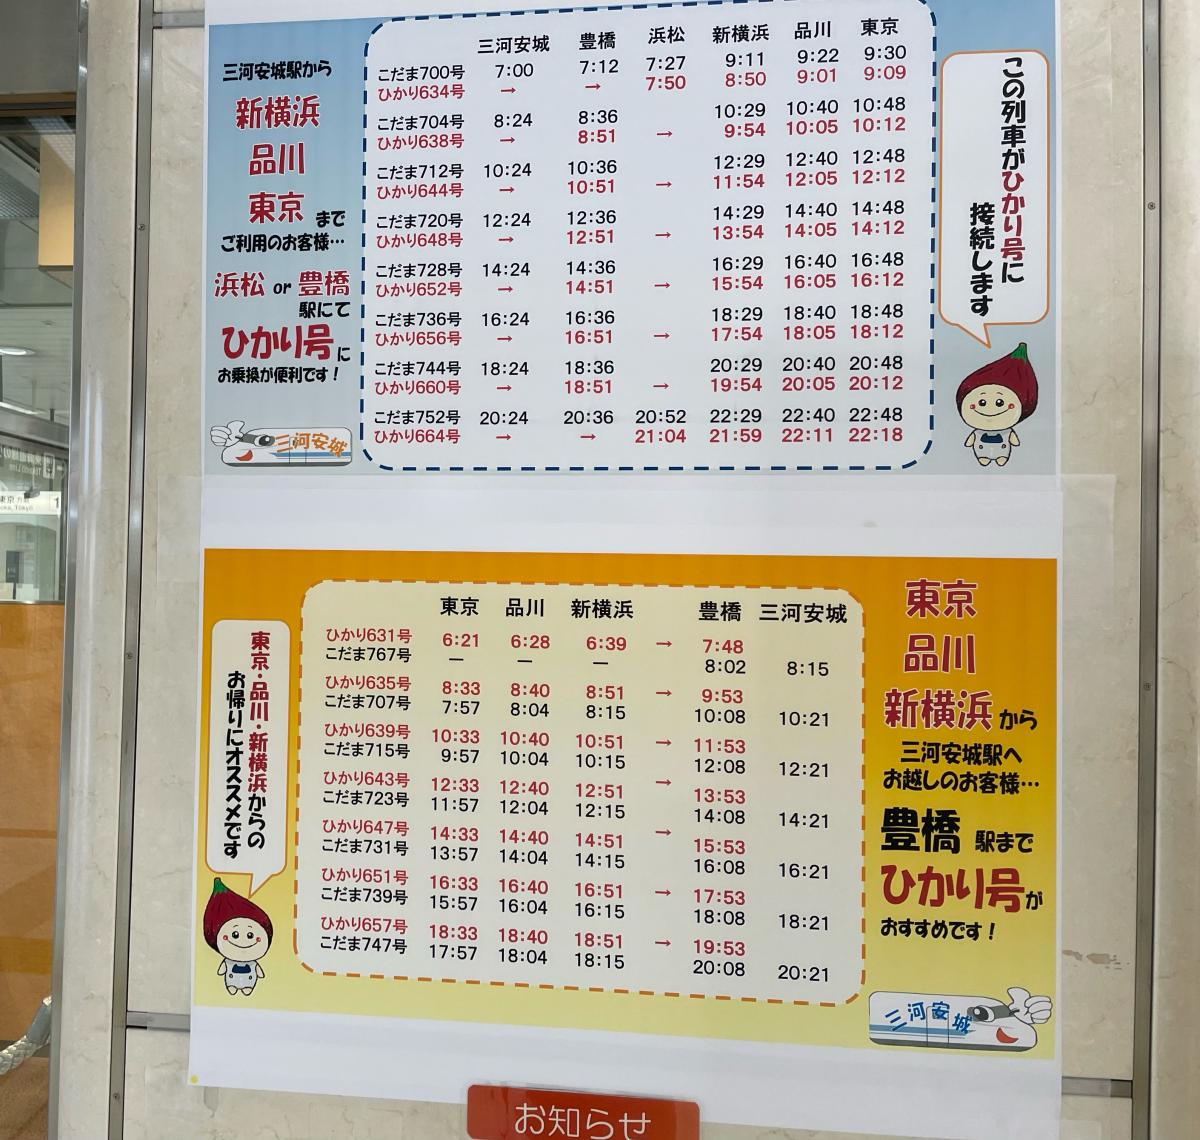 三河安城駅から
新横浜
品川
東京 まで
ご利用のお客様…
浜松 or 豊橋
駅にて
ひかり号に
お乗換が便利です！
三河安城
三河安城 豊橋 浜松 新横浜 品川 東京
こだま700号 7:00 7:12 7:27 9:11 9:22 9:30
ひかり634号 → → 7:50 8:50 9:01 9:09
こだま704号 8:24 8:36 10:29 10:40 10:48
ひかり638号 → 8:51 → 9:54 10:05 10:12
こだま712号 10:24 10:36 12:29 12:40 12:48
ひかり644号 → 10:51 → 11:54 12:05 12:12
こだま720号 12:24 12:36 14:29 14:40 14:48
ひかり648号 → 12:51 → 13:54 14:05 14:12
こだま728号 14:24 14:36 16:29 16:40 16:48
ひかり652号 → 14:51 → 15:54 16:05 16:12
こだま736号 16:24 16:36 18:29 18:40 18:48
ひかり656号 → 16:51 → 17:54 18:05 18:12
こだま744号 18:24 18:36 20:29 20:40 20:48
ひかり660号 → 18:51 → 19:54 20:05 20:12
こだま752号 20:24 20:36 20:52 22:29 22:40 22:48
ひかり664号 → → 21:04 21:59 22:11 22:18
この列車がひかり号に
接続します
東京・品川・新横浜からの
お帰りにオススメです
東京 品川 新横浜 豊橋 三河安城
ひかり631号 6:21 6:28 6:39 → 7:48
こだま767号 － － － 8:02 8:15
ひかり635号 8:33 8:40 8:51 → 9:53
こだま707号 7:57 8:04 8:15 10:08 10:21
ひかり639号 10:33 10:40 10:51 → 11:53
こだま715号 9:57 10:04 10:15 12:08 12:21
ひかり643号 12:33 12:40 12:51 → 13:53
こだま723号 11:57 12:04 12:15 14:08 14:21
ひかり647号 14:33 14:40 14:51 → 15:53
こだま731号 13:57 14:04 14:15 16:08 16:21
ひかり651号 16:33 16:40 16:51 → 17:53
こだま739号 15:57 16:04 16:15 18:08 18:21
ひかり657号 18:33 18:40 18:51 → 19:53
こだま747号 17:57 18:04 18:15 20:08 20:21
東京
品川
新横浜 から
三河安城駅へ
お越しのお客様…
豊橋 駅まで
ひかり号が
おすすめです！
三河安城
お知らせ